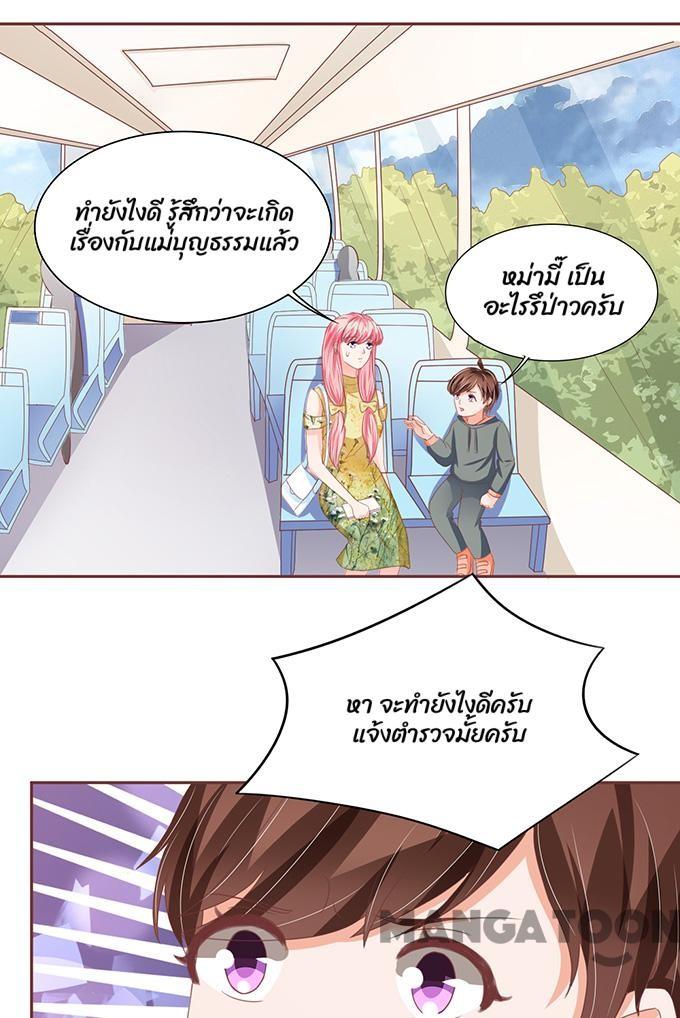 ทำยังไงดี รู้สึกว่าจะเกิด
เรื่องกับแม่บุญธรรมแล้ว
หม่ามี๊ เป็น
อะไรรึป่าวครับ
หา จะทำยังไงดีครับ
แจ้งตำรวจมั้ยครับ
MANGATOON